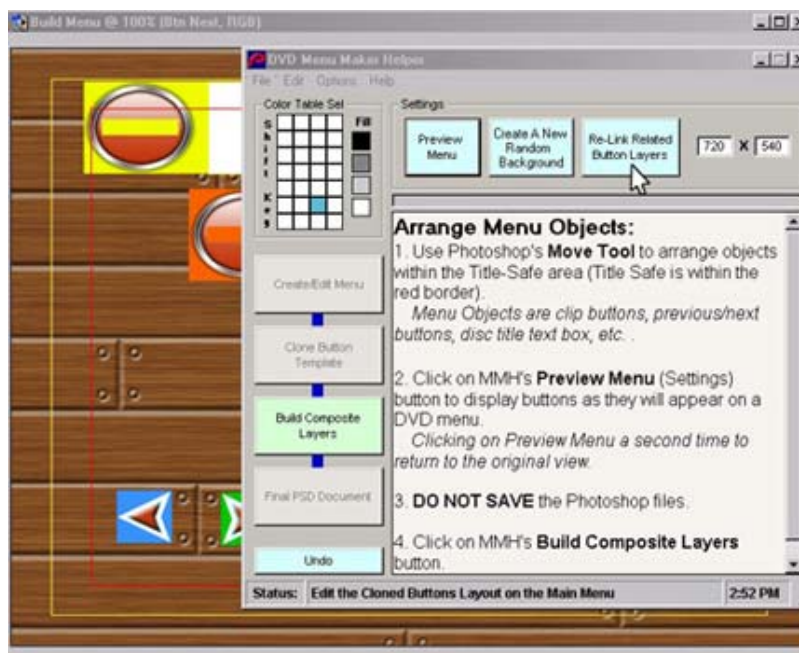 Build Menu @ 100% (Btn Next, RGB)
DVD Menu Maker Helper
File Edit Options Help
Color Table Sel
Shift Key
Fill
Settings
Preview
Menu
Create A New
Random
Background
Re-Link Related
Button Layers
720 X 540
Create/Edit Menu
Clone Button
Template
Build Composite
Layers
Final PSD Document
Undo
Arrange Menu Objects:
1. Use Photoshop's Move Tool to arrange objects
within the Title-Safe area (Title Safe is within the
red border).
Menu Objects are clip buttons, previous/next
buttons, disc title text box, etc. .
2. Click on MMH's Preview Menu (Settings)
button to display buttons as they will appear on a
DVD menu.
Clicking on Preview Menu a second time to
return to the original view.
3. DO NOT SAVE the Photoshop files.
4. Click on MMH's Build Composite Layers
button.
Status: Edit the Cloned Buttons Layout on the Main Menu 2:52 PM